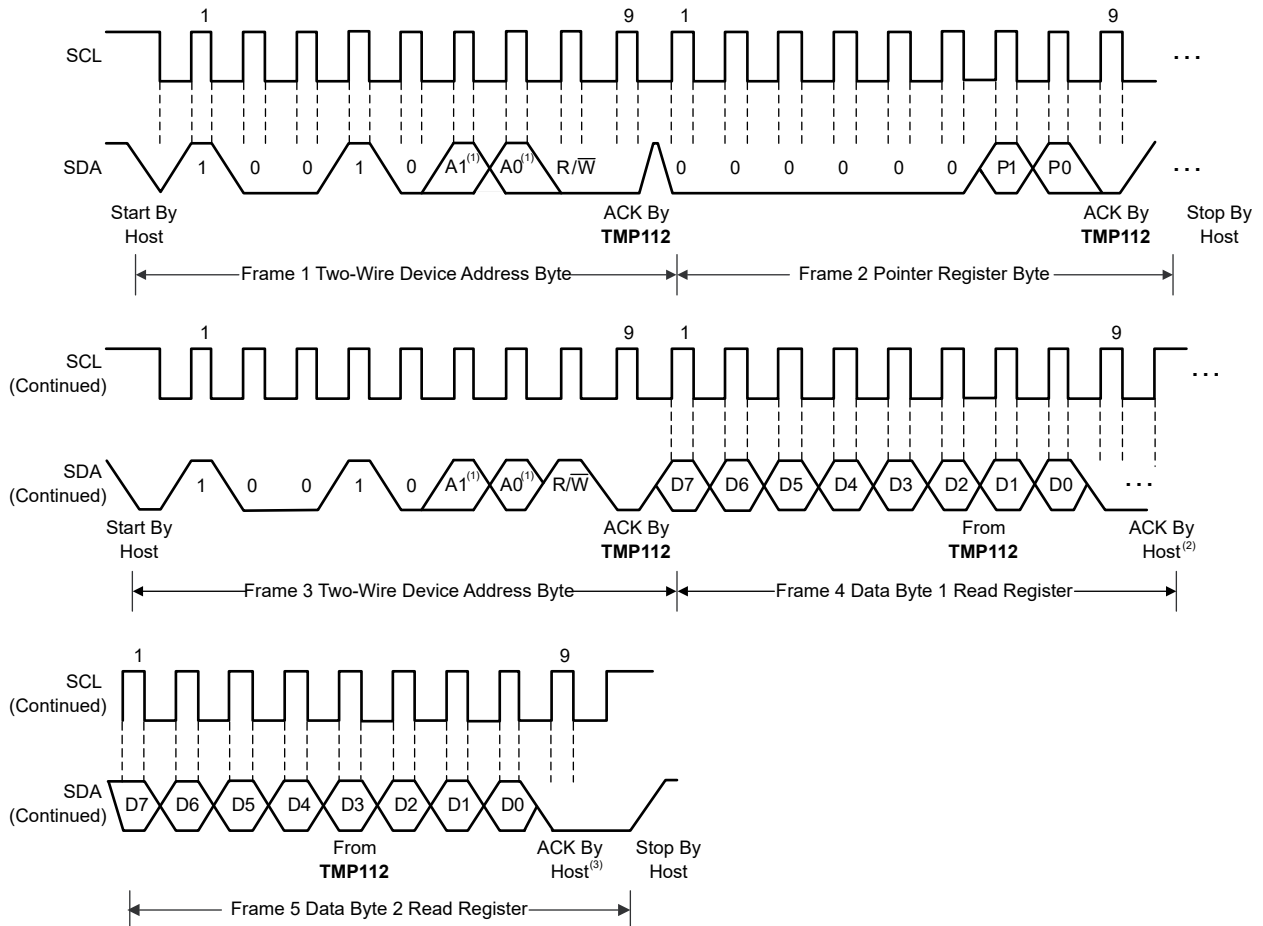 1 9 1 9
SCL ...
SDA 1 0 0 1 0 A1(1) A0(1) R/W̅ 0 0 0 0 0 0 P1 P0 ...
Start By Host
ACK By TMP112
ACK By TMP112
Stop By Host
Frame 1 Two-Wire Device Address Byte
Frame 2 Pointer Register Byte
1 9 1 9
SCL (Continued) ...
SDA (Continued) 1 0 0 1 0 A1(1) A0(1) R/W̅ D7 D6 D5 D4 D3 D2 D1 D0 ...
Start By Host
ACK By TMP112
From TMP112
ACK By Host(2)
Frame 3 Two-Wire Device Address Byte
Frame 4 Data Byte 1 Read Register
1 9
SCL (Continued)
SDA (Continued) D7 D6 D5 D4 D3 D2 D1 D0
From TMP112
ACK By Host(3)
Stop By Host
Frame 5 Data Byte 2 Read Register